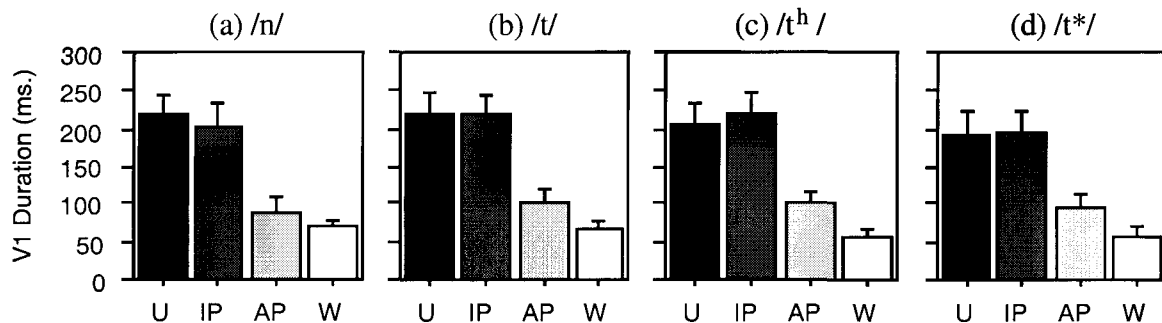 (a) /n/ (b) /t/ (c) /tʰ / (d) /t*/
V1 Duration (ms.)
300
250
200
150
100
50
0
U IP AP W U IP AP W U IP AP W U IP AP W